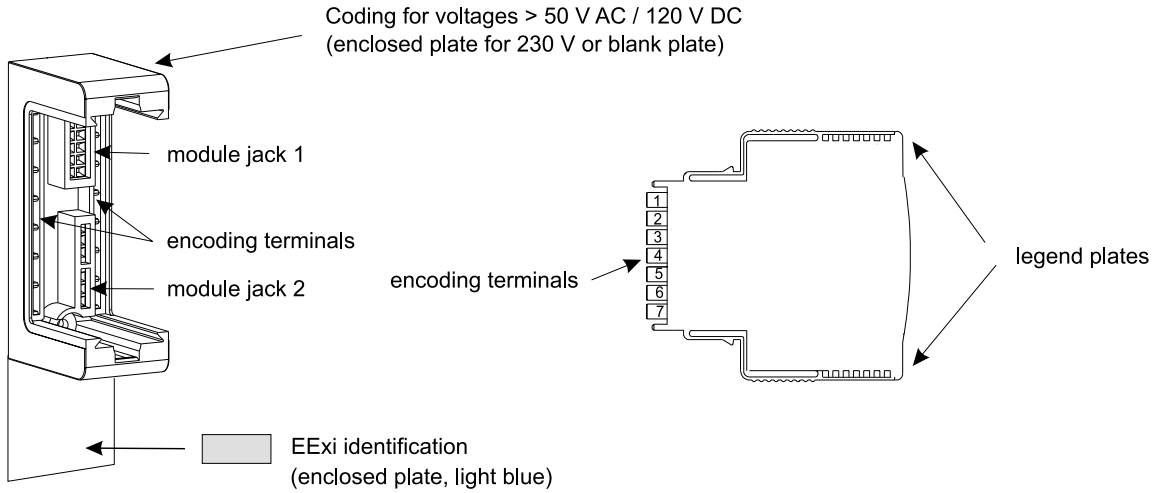 Coding for voltages > 50 V AC / 120 V DC
(enclosed plate for 230 V or blank plate)
module jack 1
encoding terminals
module jack 2
EExi identification
(enclosed plate, light blue)
encoding terminals
1
2
3
4
5
6
7
legend plates